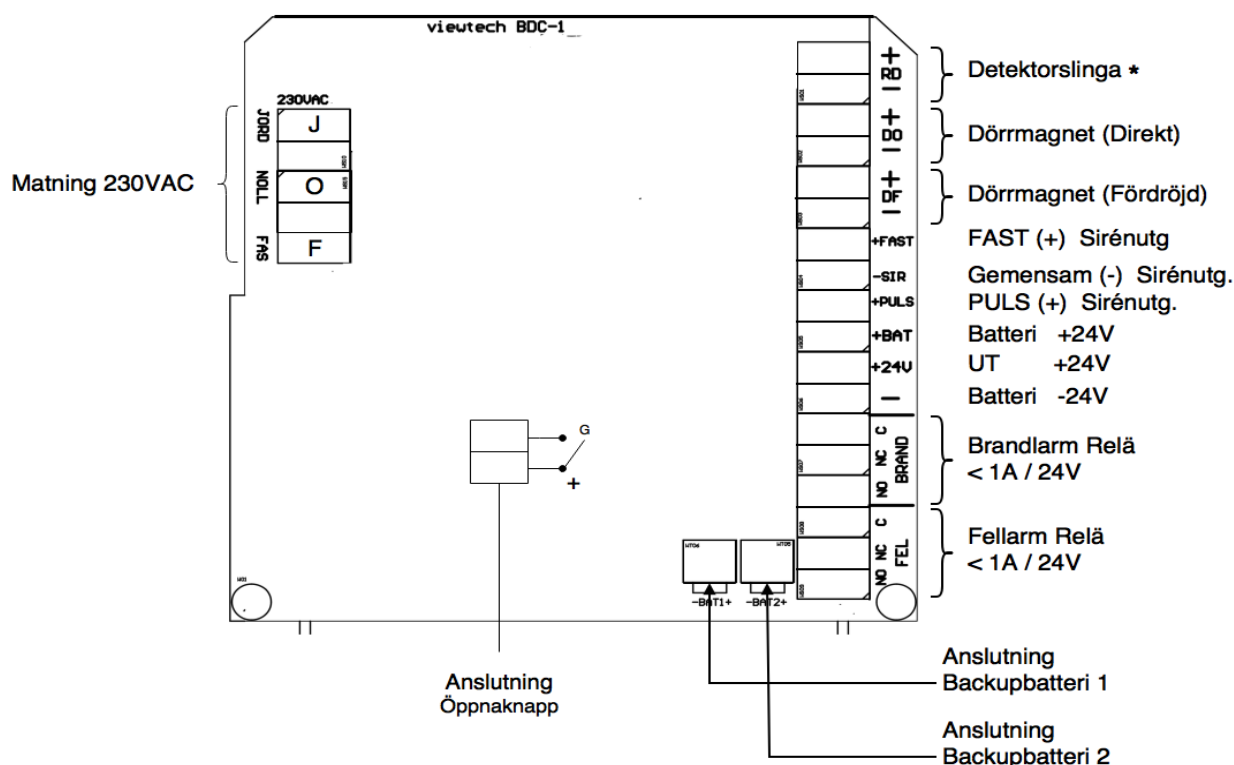 viewtech BDC-1
230VAC
JORD
J
NOLL
O
FAS
F
Matning 230VAC
+
RD
−
Detektorslinga *
+
DO
−
Dörrmagnet (Direkt)
+
DF
−
Dörrmagnet (Fördröjd)
+FAST
FAST (+) Sirénutg
-SIR
Gemensam (-) Sirénutg.
+PULS
PULS (+) Sirénutg.
+BAT
Batteri +24V
+24V
UT +24V
−
Batteri -24V
C
NC
NO
BRAND
Brandlarm Relä
< 1A / 24V
C
NC
NO
FEL
Fellarm Relä
< 1A / 24V
G
+
-BAT1+
-BAT2+
Anslutning
Öppnaknapp
Anslutning
Backupbatteri 1
Anslutning
Backupbatteri 2